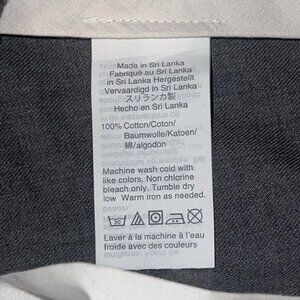 Made in Sri Lanka
Fabriqué au Sri Lanka
In Sri Lanka Hergestellt
Vervaardigd in Sri Lanka
スリランカ製
Hecho en Sri Lanka
100% Cotton/Coton/
Baumwolle/Katoen/
綿/algodón
Machine wash cold with
like colors. Non chlorine
bleach only. Tumble dry
low Warm iron as needed.
Laver à la machine à l'eau
froide avec des couleurs